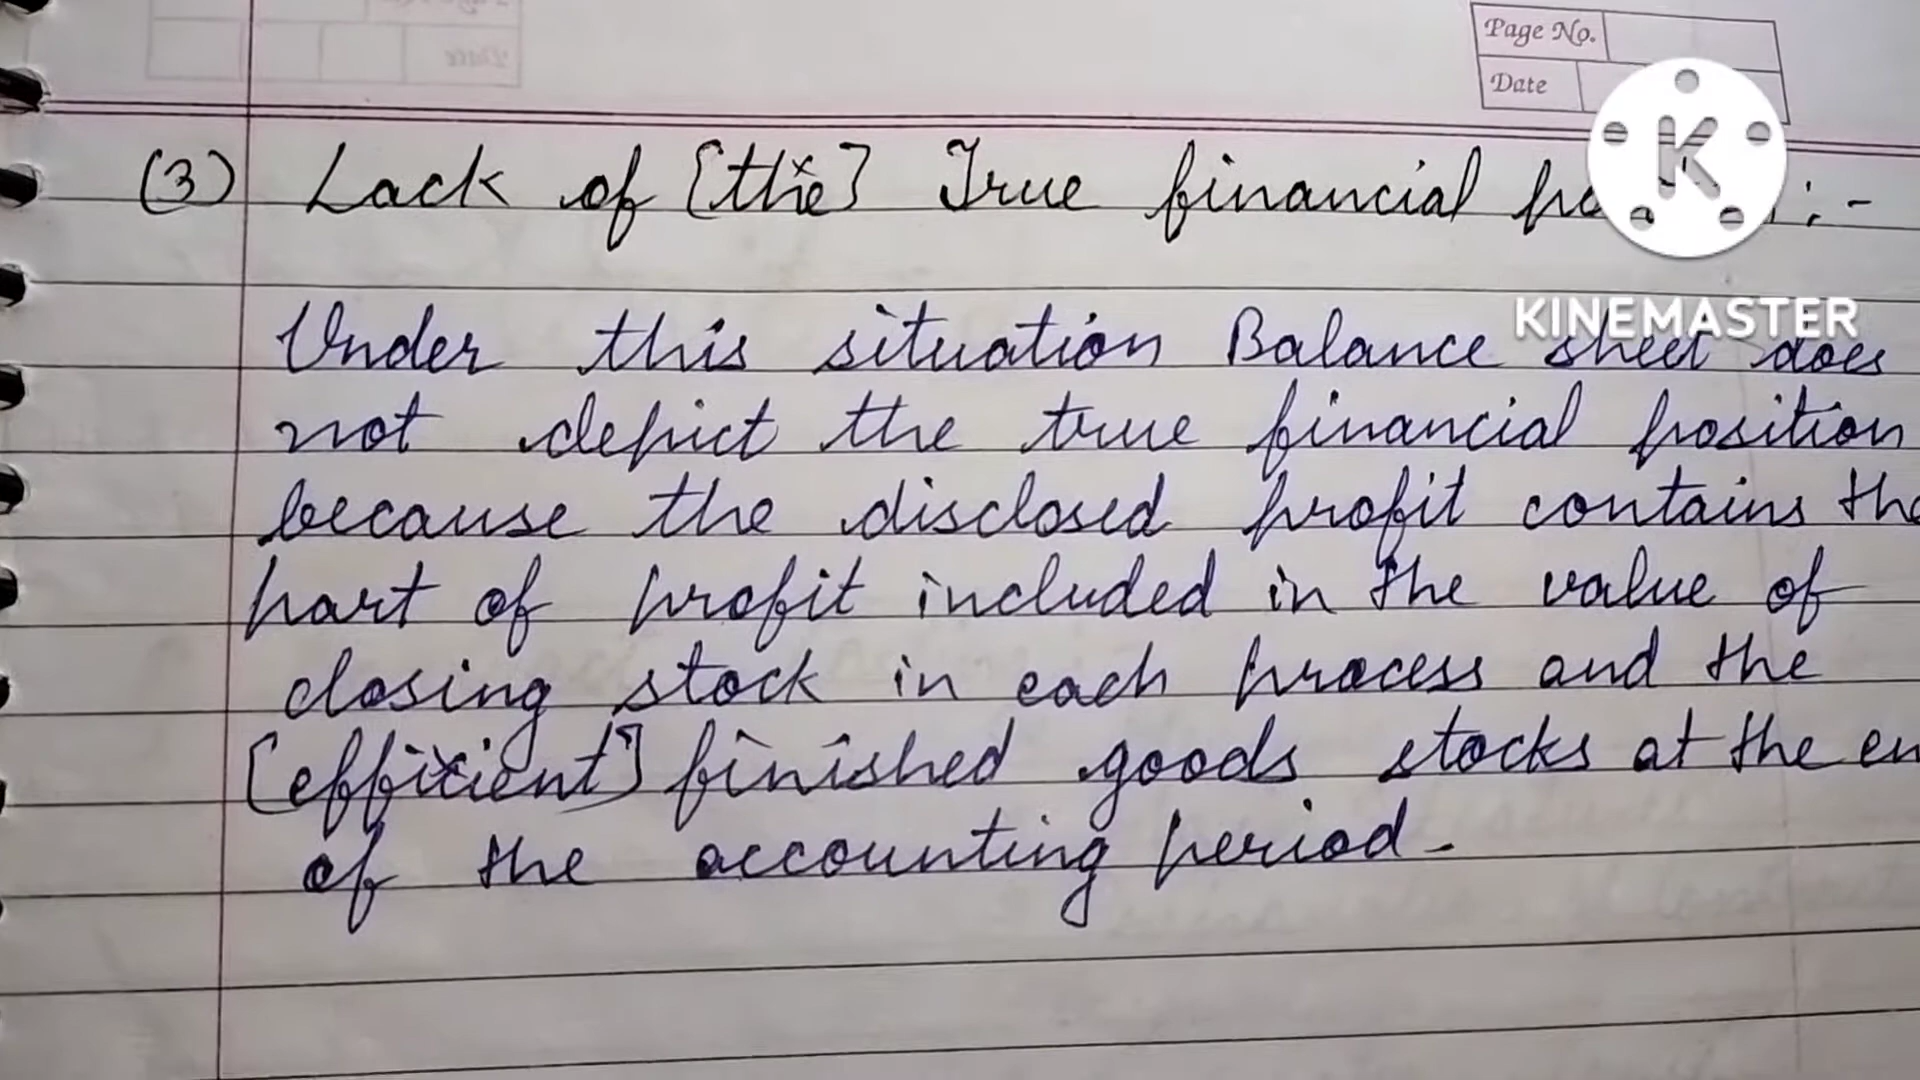 Page No.
Date
(3) Lack of [the] True financial :-
KINEMASTER
Under this situation Balance sheet does
not depict the true financial position
because the disclosed profit contains the
part of profit included in the value of
closing stock in each process and the
[efficient] finished goods stocks at the en
of the accounting period.